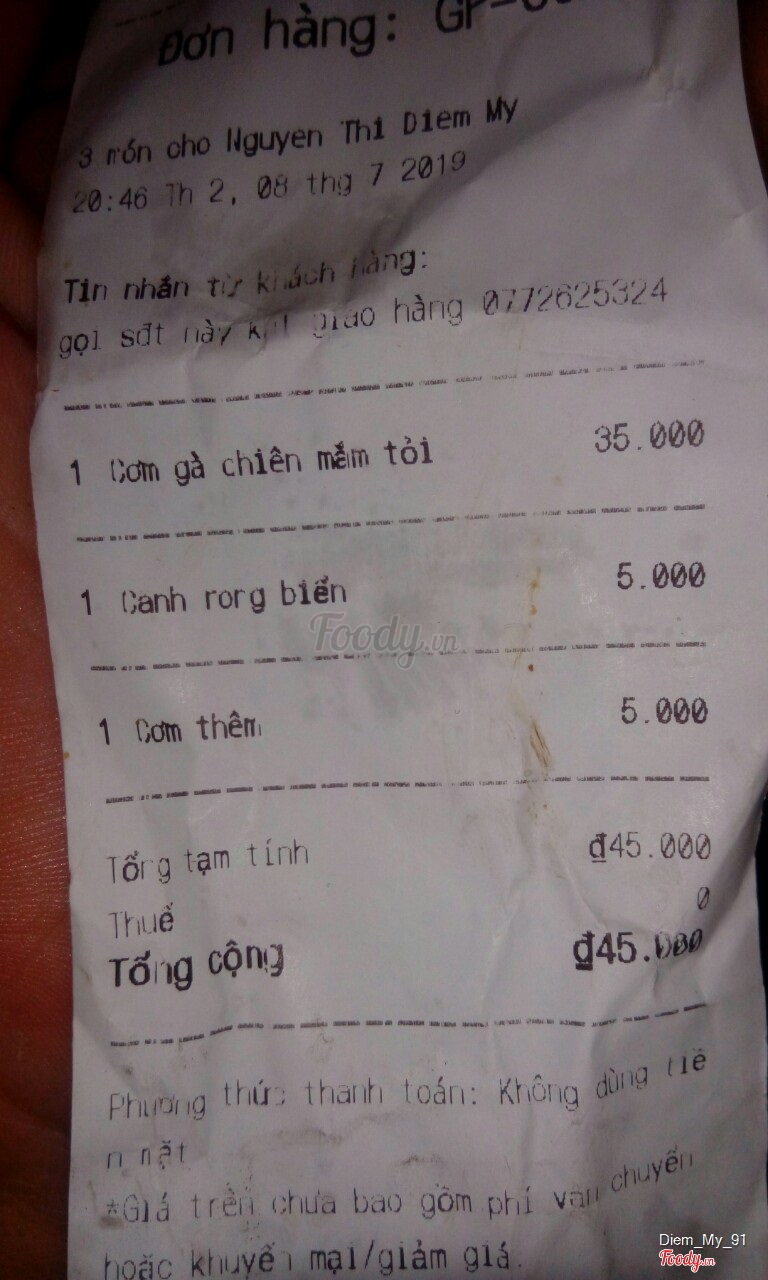 Đơn hàng: GF-
3 món cho Nguyen Thi Diem My
20:46 Th 2, 08 thg 7 2019
Tin nhắn từ khách hàng:
gọi sđt này khi giao hàng 0772625324
1 Cơm gà chiên mắm tỏi 35.000
1 Canh rong biển 5.000
1 Cơm thêm 5.000
Foody.vn
Tổng tạm tính ₫45.000
Thuế 0
Tổng cộng ₫45.000
Phương thức thanh toán: Không dùng tiề
n mặt
*Giá trên chưa bao gồm phí vận chuyển
hoặc khuyến mại/giảm giá.
Diem_My_91
Foody.vn